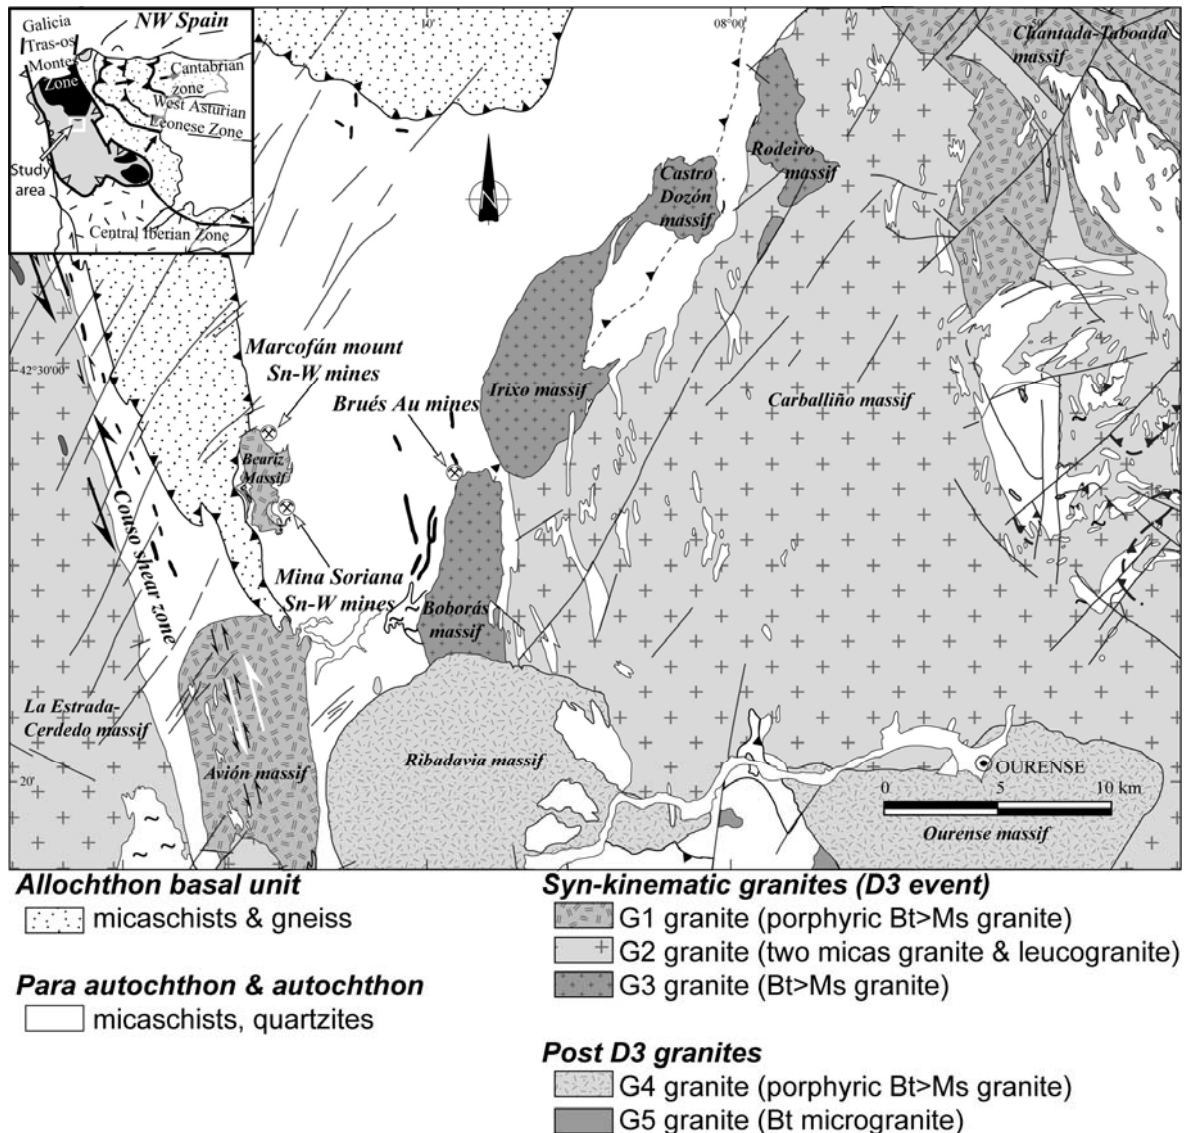 NW Spain
Galicia
Tras-os
Montes
Zone
Cantabrian
zone
West Asturian
Leonese Zone
Study
area
Central Iberian Zone
10'
08°00'
50'
Chantada-Taboada
massif
Rodeiro
massif
Castro
Dozón
massif
N
42°30'00"
Marcofán mount
Sn-W mines
Brués Au mines
Irixo massif
Carballiño massif
Beariz
Massif
Couso shear zone
Mina Soriana
Sn-W mines
Boborás
massif
La Estrada-
Cerdedo massif
Avión massif
Ribadavia massif
20'
OURENSE
0 5 10 km
Ourense massif
Allochthon basal unit
micaschists & gneiss
Para autochthon & autochthon
micaschists, quartzites
Syn-kinematic granites (D3 event)
G1 granite (porphyric Bt>Ms granite)
G2 granite (two micas granite & leucogranite)
G3 granite (Bt>Ms granite)
Post D3 granites
G4 granite (porphyric Bt>Ms granite)
G5 granite (Bt microgranite)